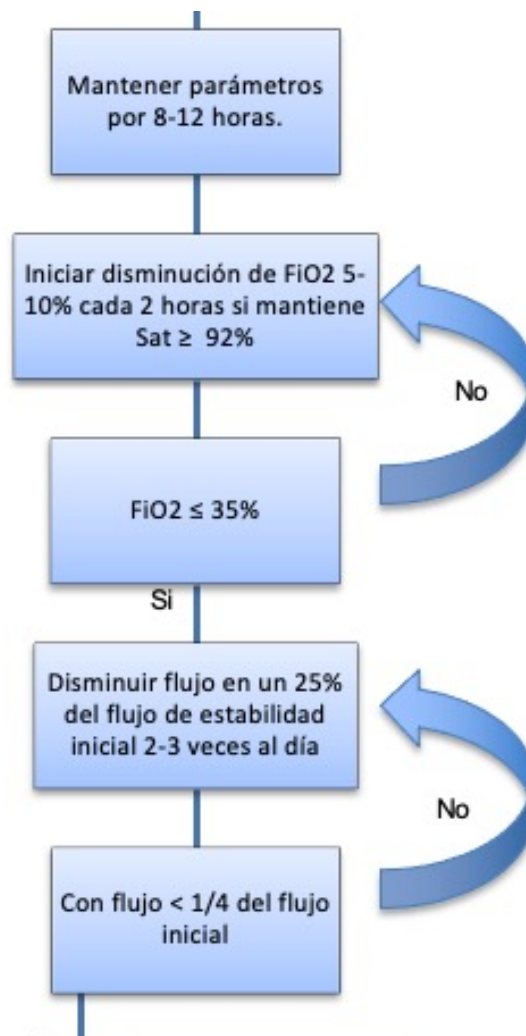 Mantener parámetros
por 8-12 horas.
Iniciar disminución de FiO2 5-
10% cada 2 horas si mantiene
Sat ≥ 92%
No
FiO2 ≤ 35%
Si
Disminuir flujo en un 25%
del flujo de estabilidad
inicial 2-3 veces al día
No
Con flujo < 1/4 del flujo
inicial